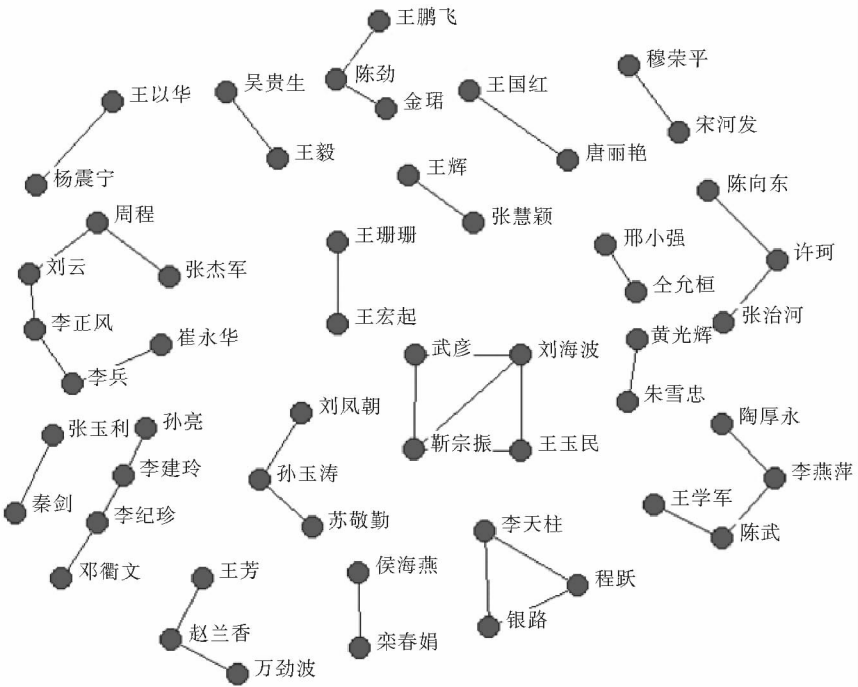 王鹏飞
穆荣平
陈劲
吴贵生
王国红
王以华
金珺
宋河发
王毅
唐丽艳
王辉
杨震宁
陈向东
周程
张慧颖
王珊珊
邢小强
许珂
刘云
张杰军
仝允桓
李正风
王宏起
张治河
崔永华
黄光辉
武彦
刘海波
李兵
朱雪忠
刘凤朝
陶厚永
孙亮
张玉利
靳宗振
王玉民
李建玲
孙玉涛
李燕萍
秦剑
王学军
李纪珍
苏敬勤
李天柱
陈武
邓衢文
王芳
侯海燕
程跃
银路
赵兰香
栾春娟
万劲波